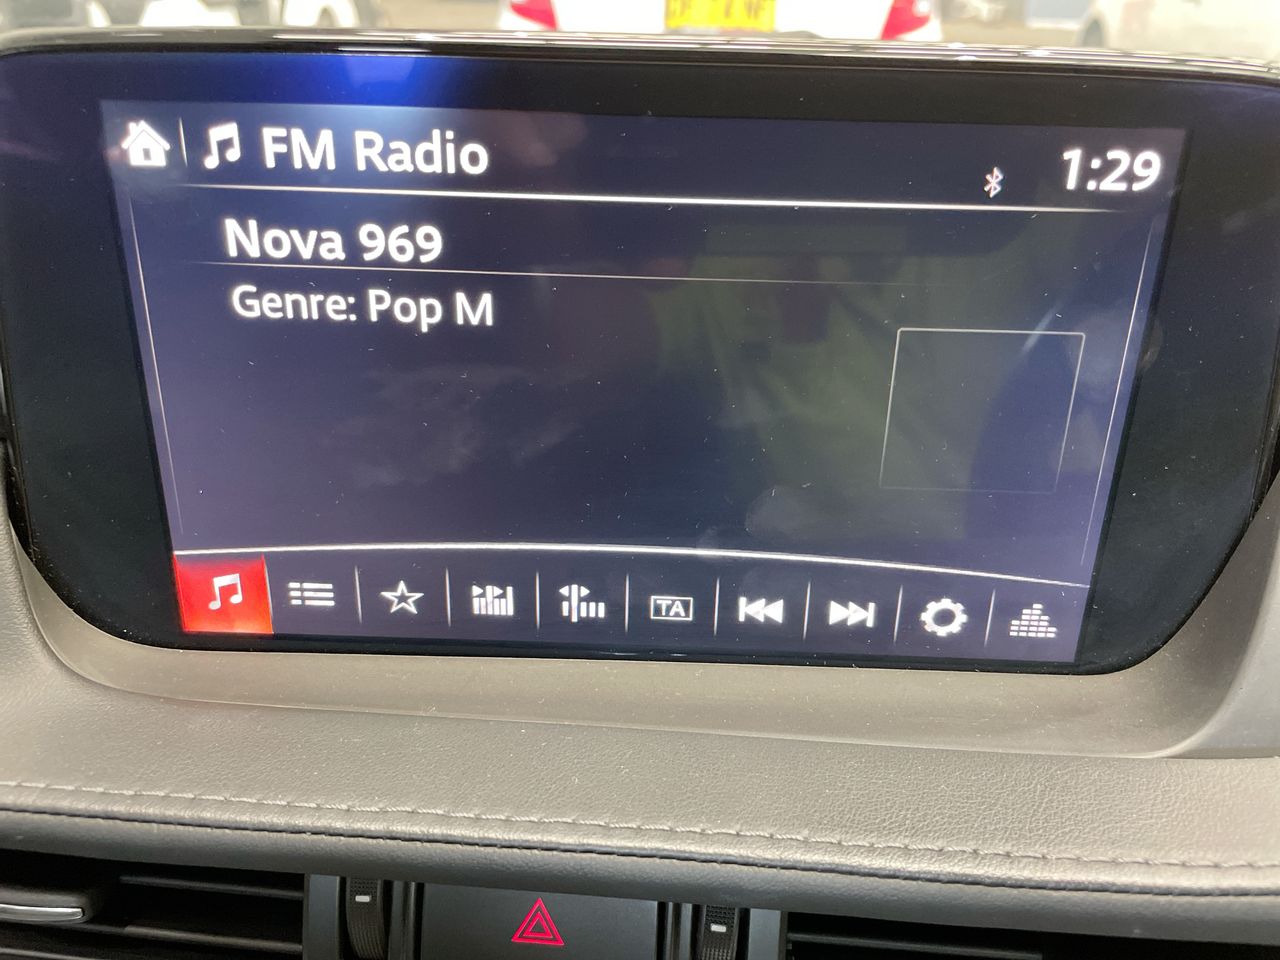 FM Radio
1:29
Nova 969
Genre: Pop M
TA